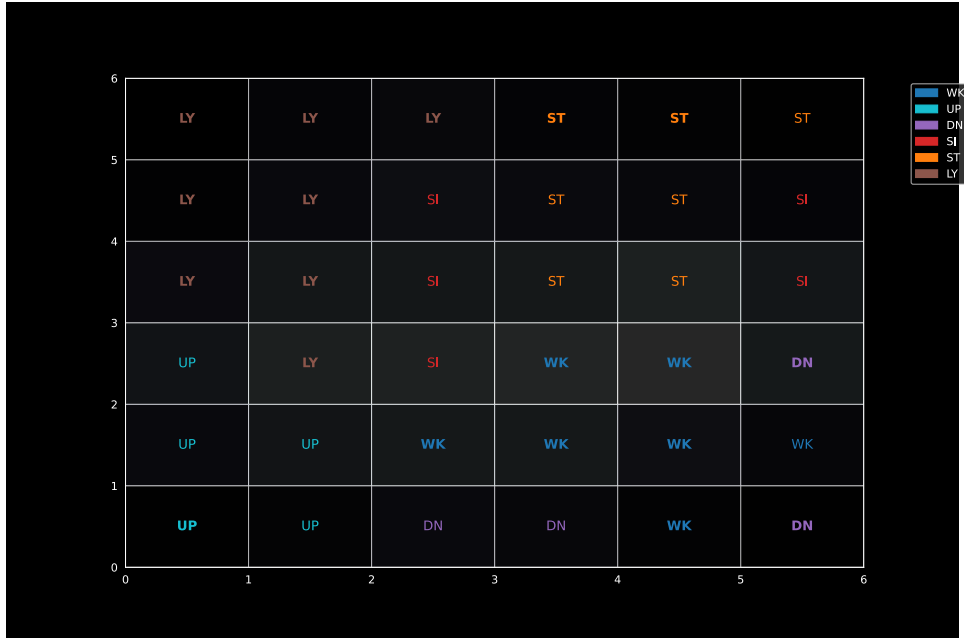 6
LY LY LY ST ST ST
WK
UP
DN
SI
ST
LY
5
LY LY SI ST ST SI
4
LY LY SI ST ST SI
3
UP LY SI WK WK DN
2
UP UP WK WK WK WK
1
UP UP DN DN WK DN
0
0 1 2 3 4 5 6